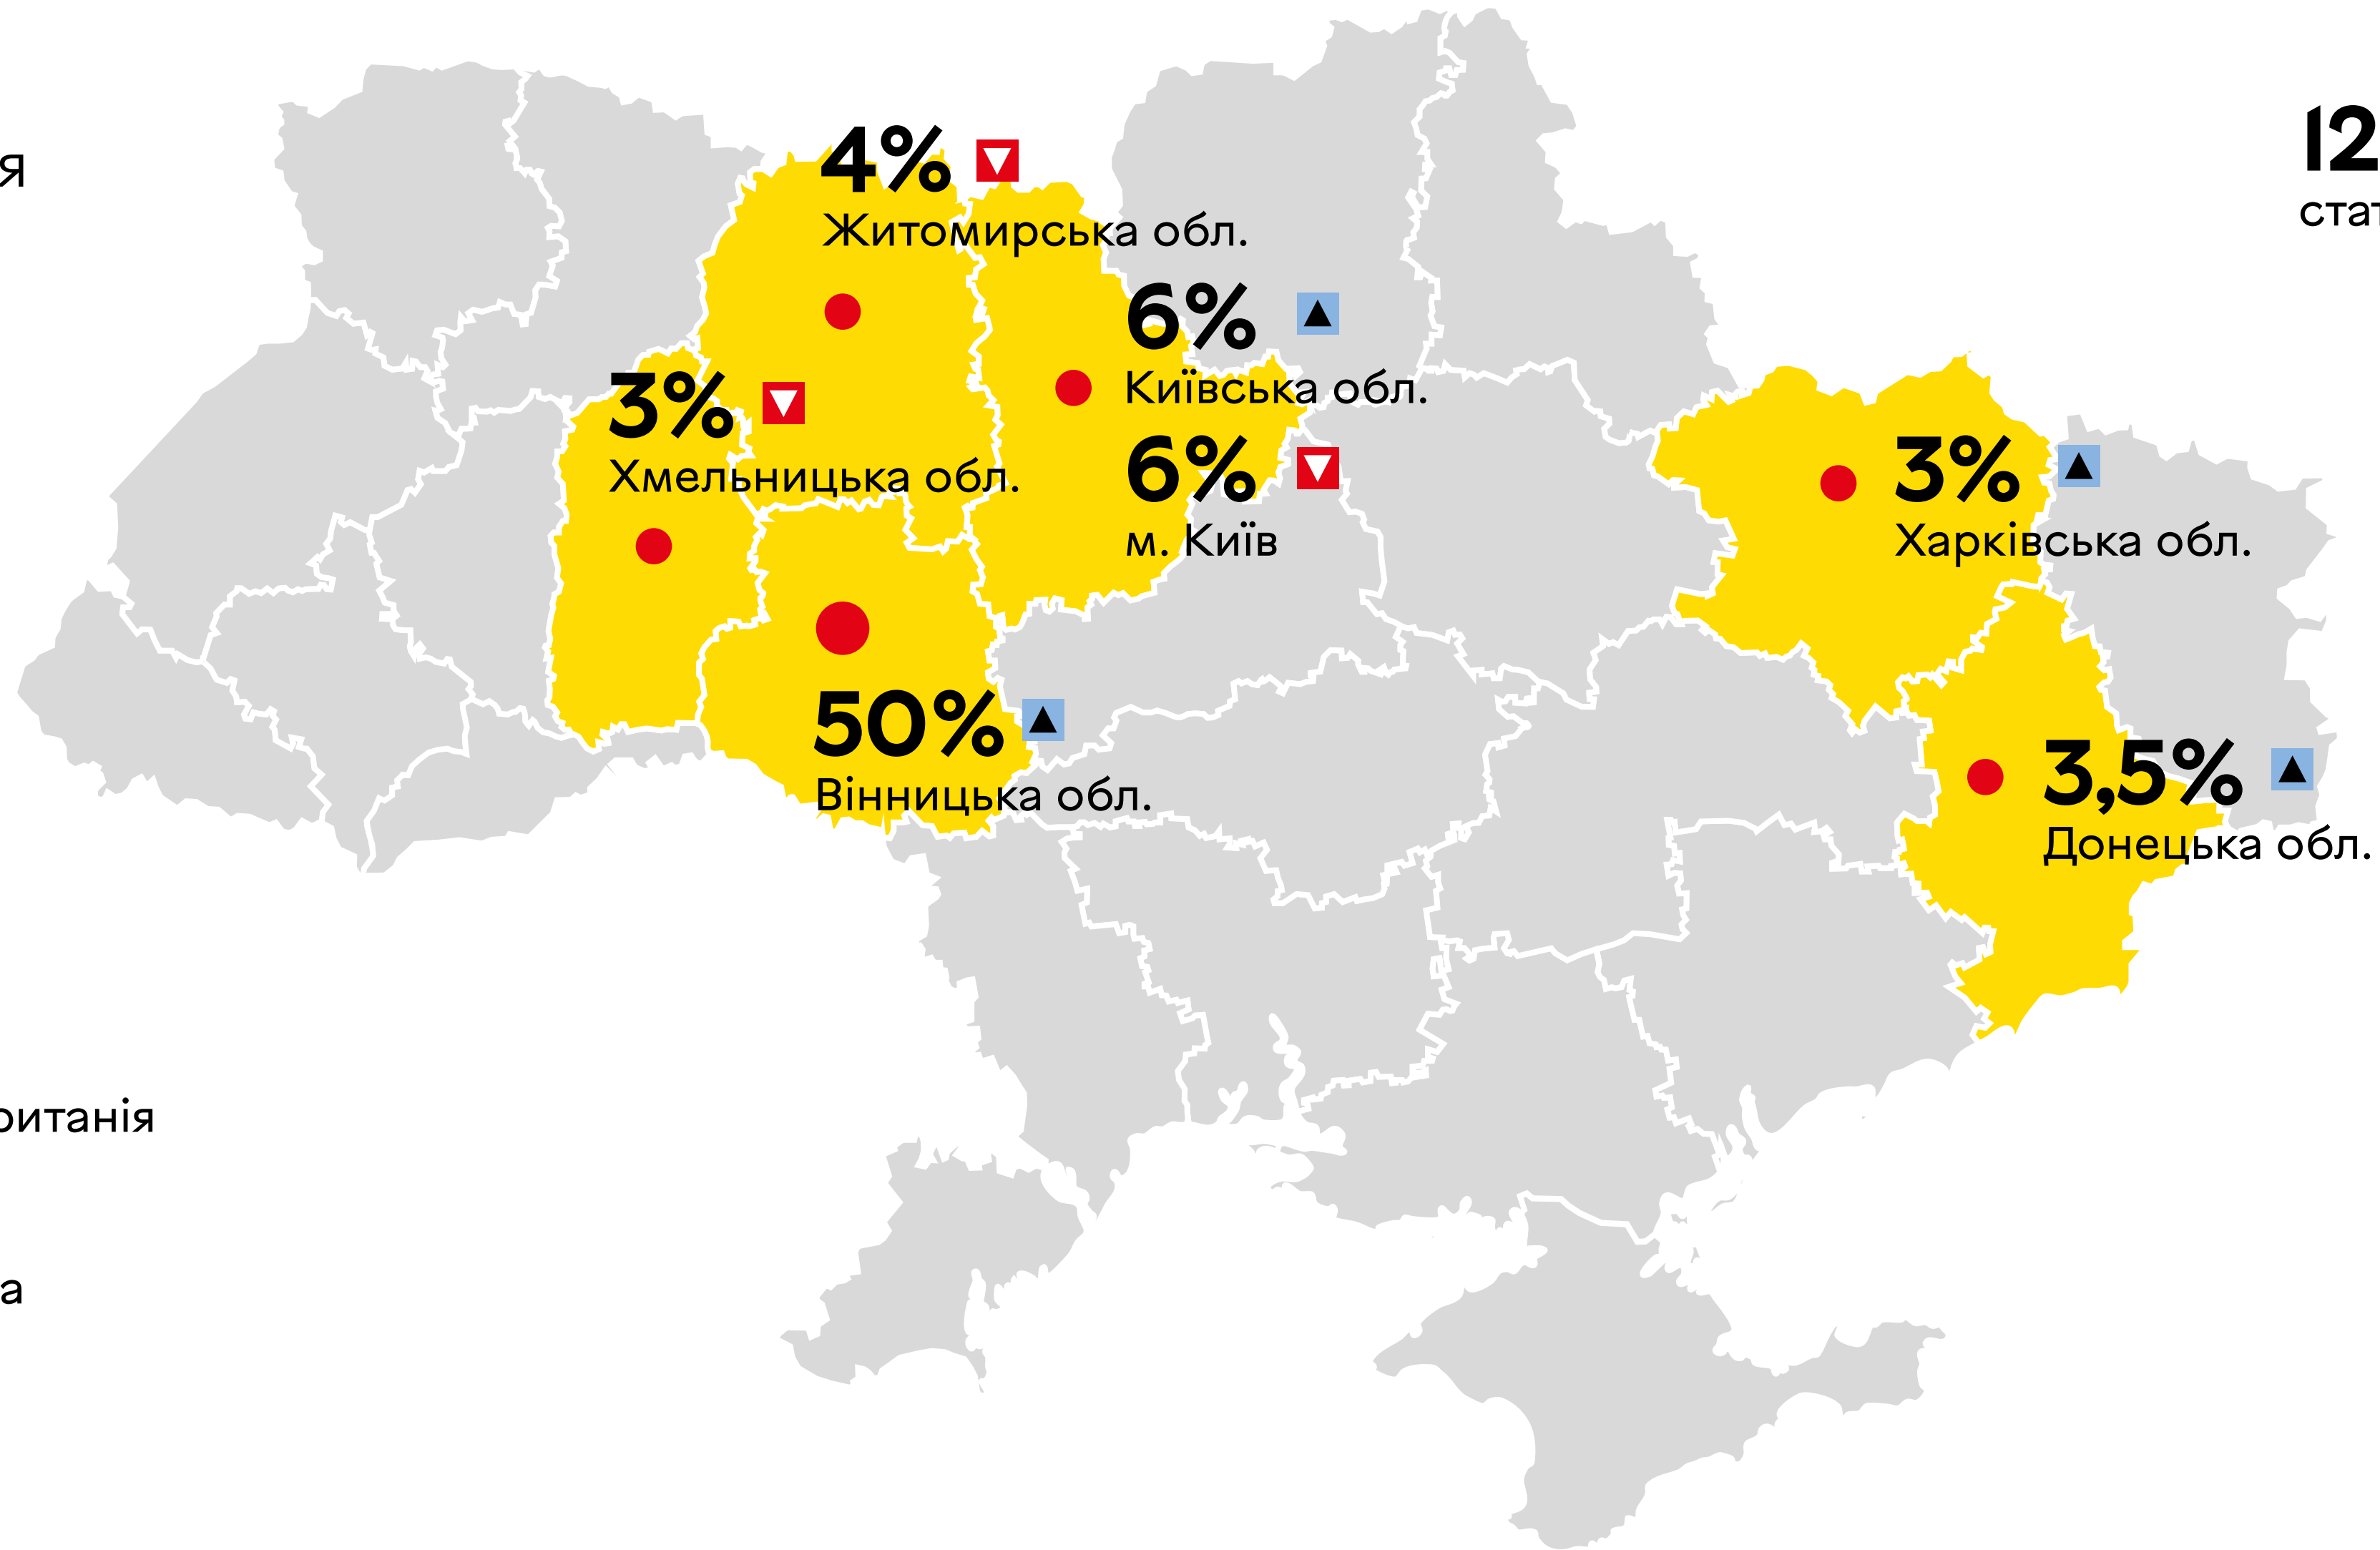 я
12
4%
Житомирська обл.
6%
Київська обл.
3%
Хмельницька обл.
6%
м. Київ
3%
Харківська обл.
50%
Вінницька обл.
3,5%
Донецька обл.